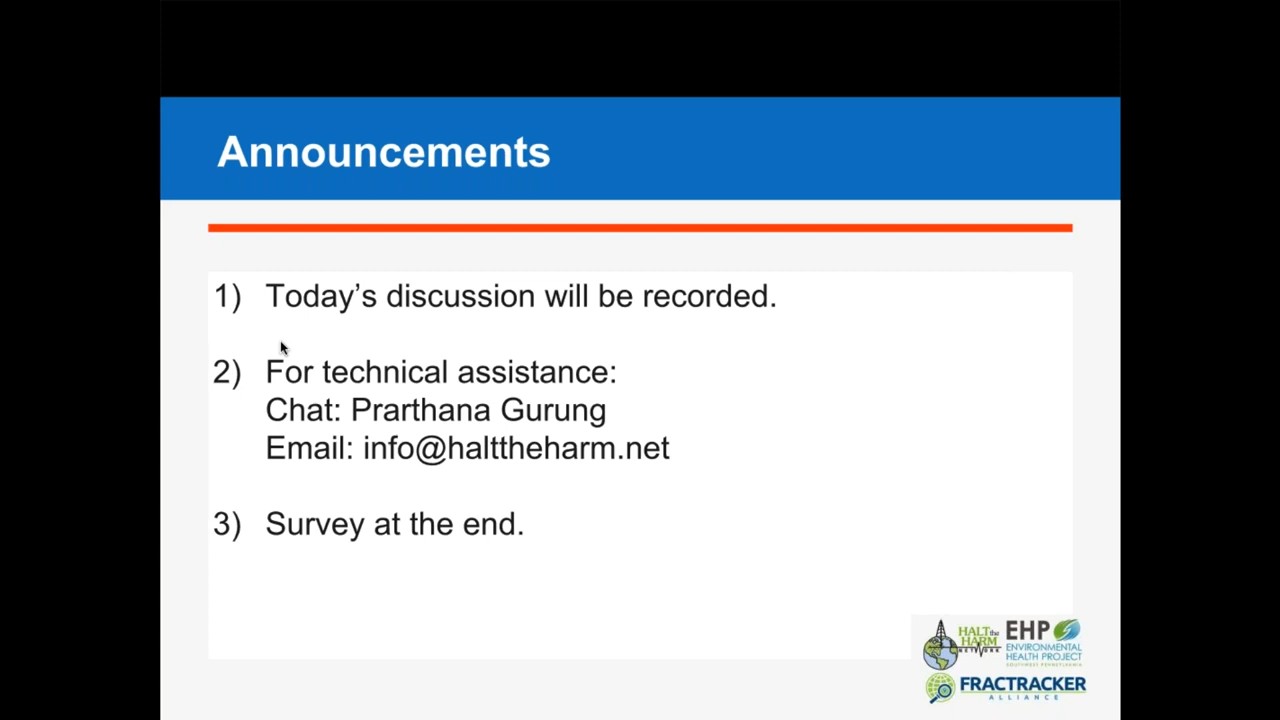 Announcements
1) Today's discussion will be recorded.
2) For technical assistance:
Chat: Prarthana Gurung
Email: info@halttheharm.net
3) Survey at the end.
HALT the
HARM
NETWORK
EHP
ENVIRONMENTAL
HEALTH PROJECT
SOUTHWEST PENNSYLVANIA
FRACTRACKER
ALLIANCE